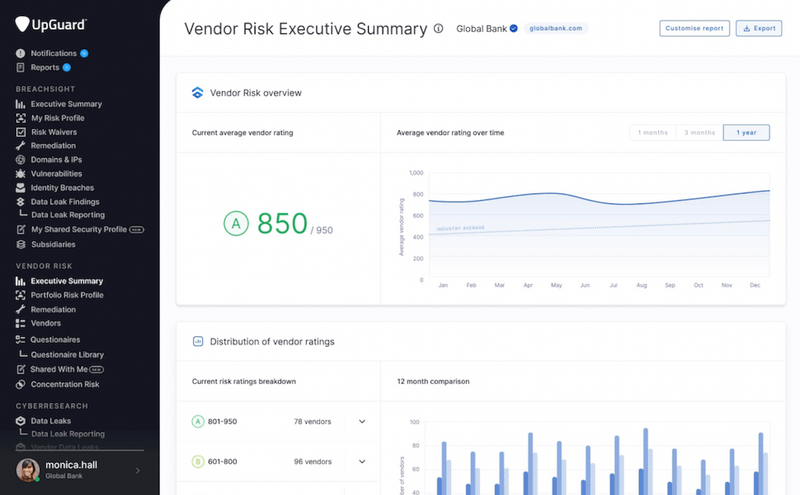 UpGuard
Notifications
Reports
BREACHSIGHT
Executive Summary
My Risk Profile
Risk Waivers
Remediation
Domains & IPs
Vulnerabilities
Identity Breaches
Data Leak Findings
Data Leak Reporting
My Shared Security Profile NEW
Subsidiaries
VENDOR RISK
Executive Summary
Portfolio Risk Profile
Remediation
Vendors
Questionaires
Questionaire Library
Shared With Me NEW
Concentration Risk
CYBERRESEARCH
Data Leaks
Data Leak Reporting
Vendor Data Leaks
monica.hall
Global Bank
Vendor Risk Executive Summary
Global Bank
globalbank.com
Customise report
Export
Vendor Risk overview
Current average vendor rating
A 850 / 950
Average vendor rating over time
1 months 3 months 1 year
Average vendor rating
1,000
800
600
400
200
0
INDUSTRY AVERAGE
Jan Feb Mar Apr May Jun Jul Aug Sep Oct Nov Dec
Distribution of vendor ratings
Current risk ratings breakdown
A 801-950 78 vendors
B 601-800 96 vendors
12 month comparison
100
80
60
40
of vendors